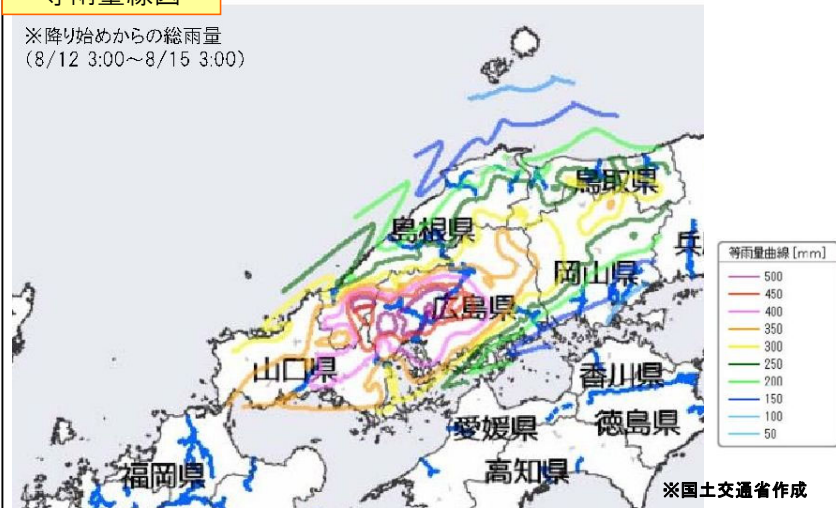 等雨量線図
※降り始めからの総雨量
(8/12 3:00～8/15 3:00)
鳥取県
島根県
兵
岡山県
広島県
山口県
香川県
徳島県
愛媛県
高知県
福岡県
等雨量曲線 [mm]
500
450
400
350
300
250
200
150
100
50
※国土交通省作成